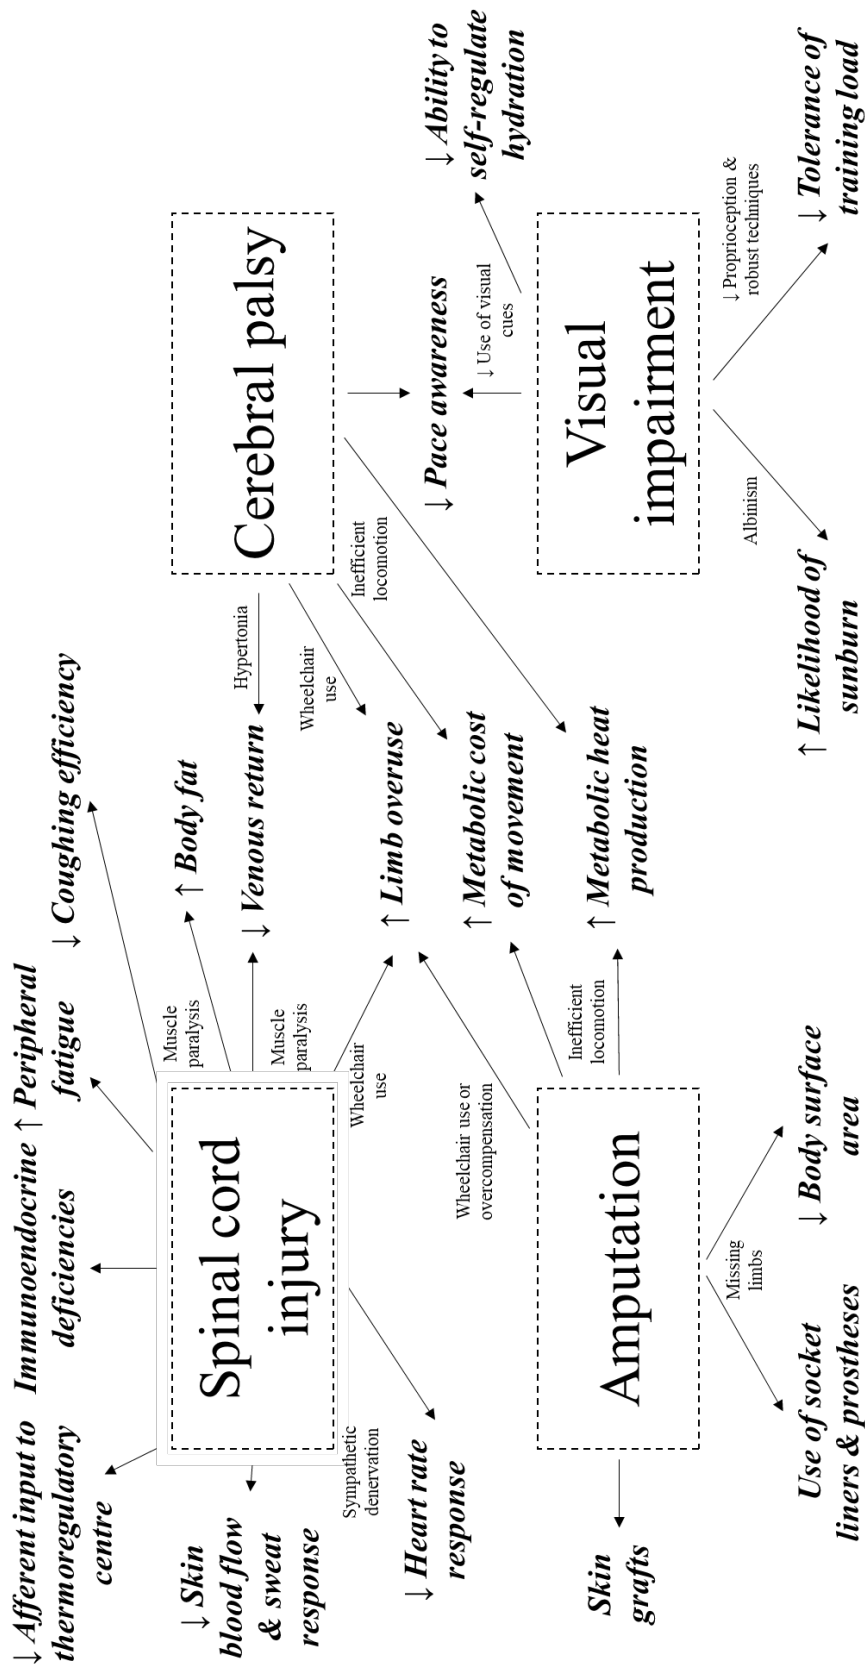 ↓ Afferent input to
thermoregulatory
centre
Immunoendocrine
deficiencies
↑ Peripheral
fatigue
↓ Coughing efficiency
↓ Skin
blood flow
& sweat
response
Sympathetic
denervation
↓ Heart rate
response
Spinal cord
injury
Muscle
paralysis
↑ Body fat
Muscle
paralysis
↓ Venous return
Hypertonia
Wheelchair
use
↑ Limb overuse
Wheelchair
use
Cerebral palsy
Inefficient
locomotion
↑ Metabolic cost
of movement
↓ Pace awareness
↓ Use of visual
cues
↓ Ability to
self-regulate
hydration
Wheelchair use or
overcompensation
Inefficient
locomotion
↑ Metabolic heat
production
Skin
grafts
Amputation
Visual
impairment
Missing
limbs
Use of socket
liners & prostheses
↓ Body surface
area
Albinism
↑ Likelihood of
sunburn
↓ Proprioception &
robust techniques
↓ Tolerance of
training load